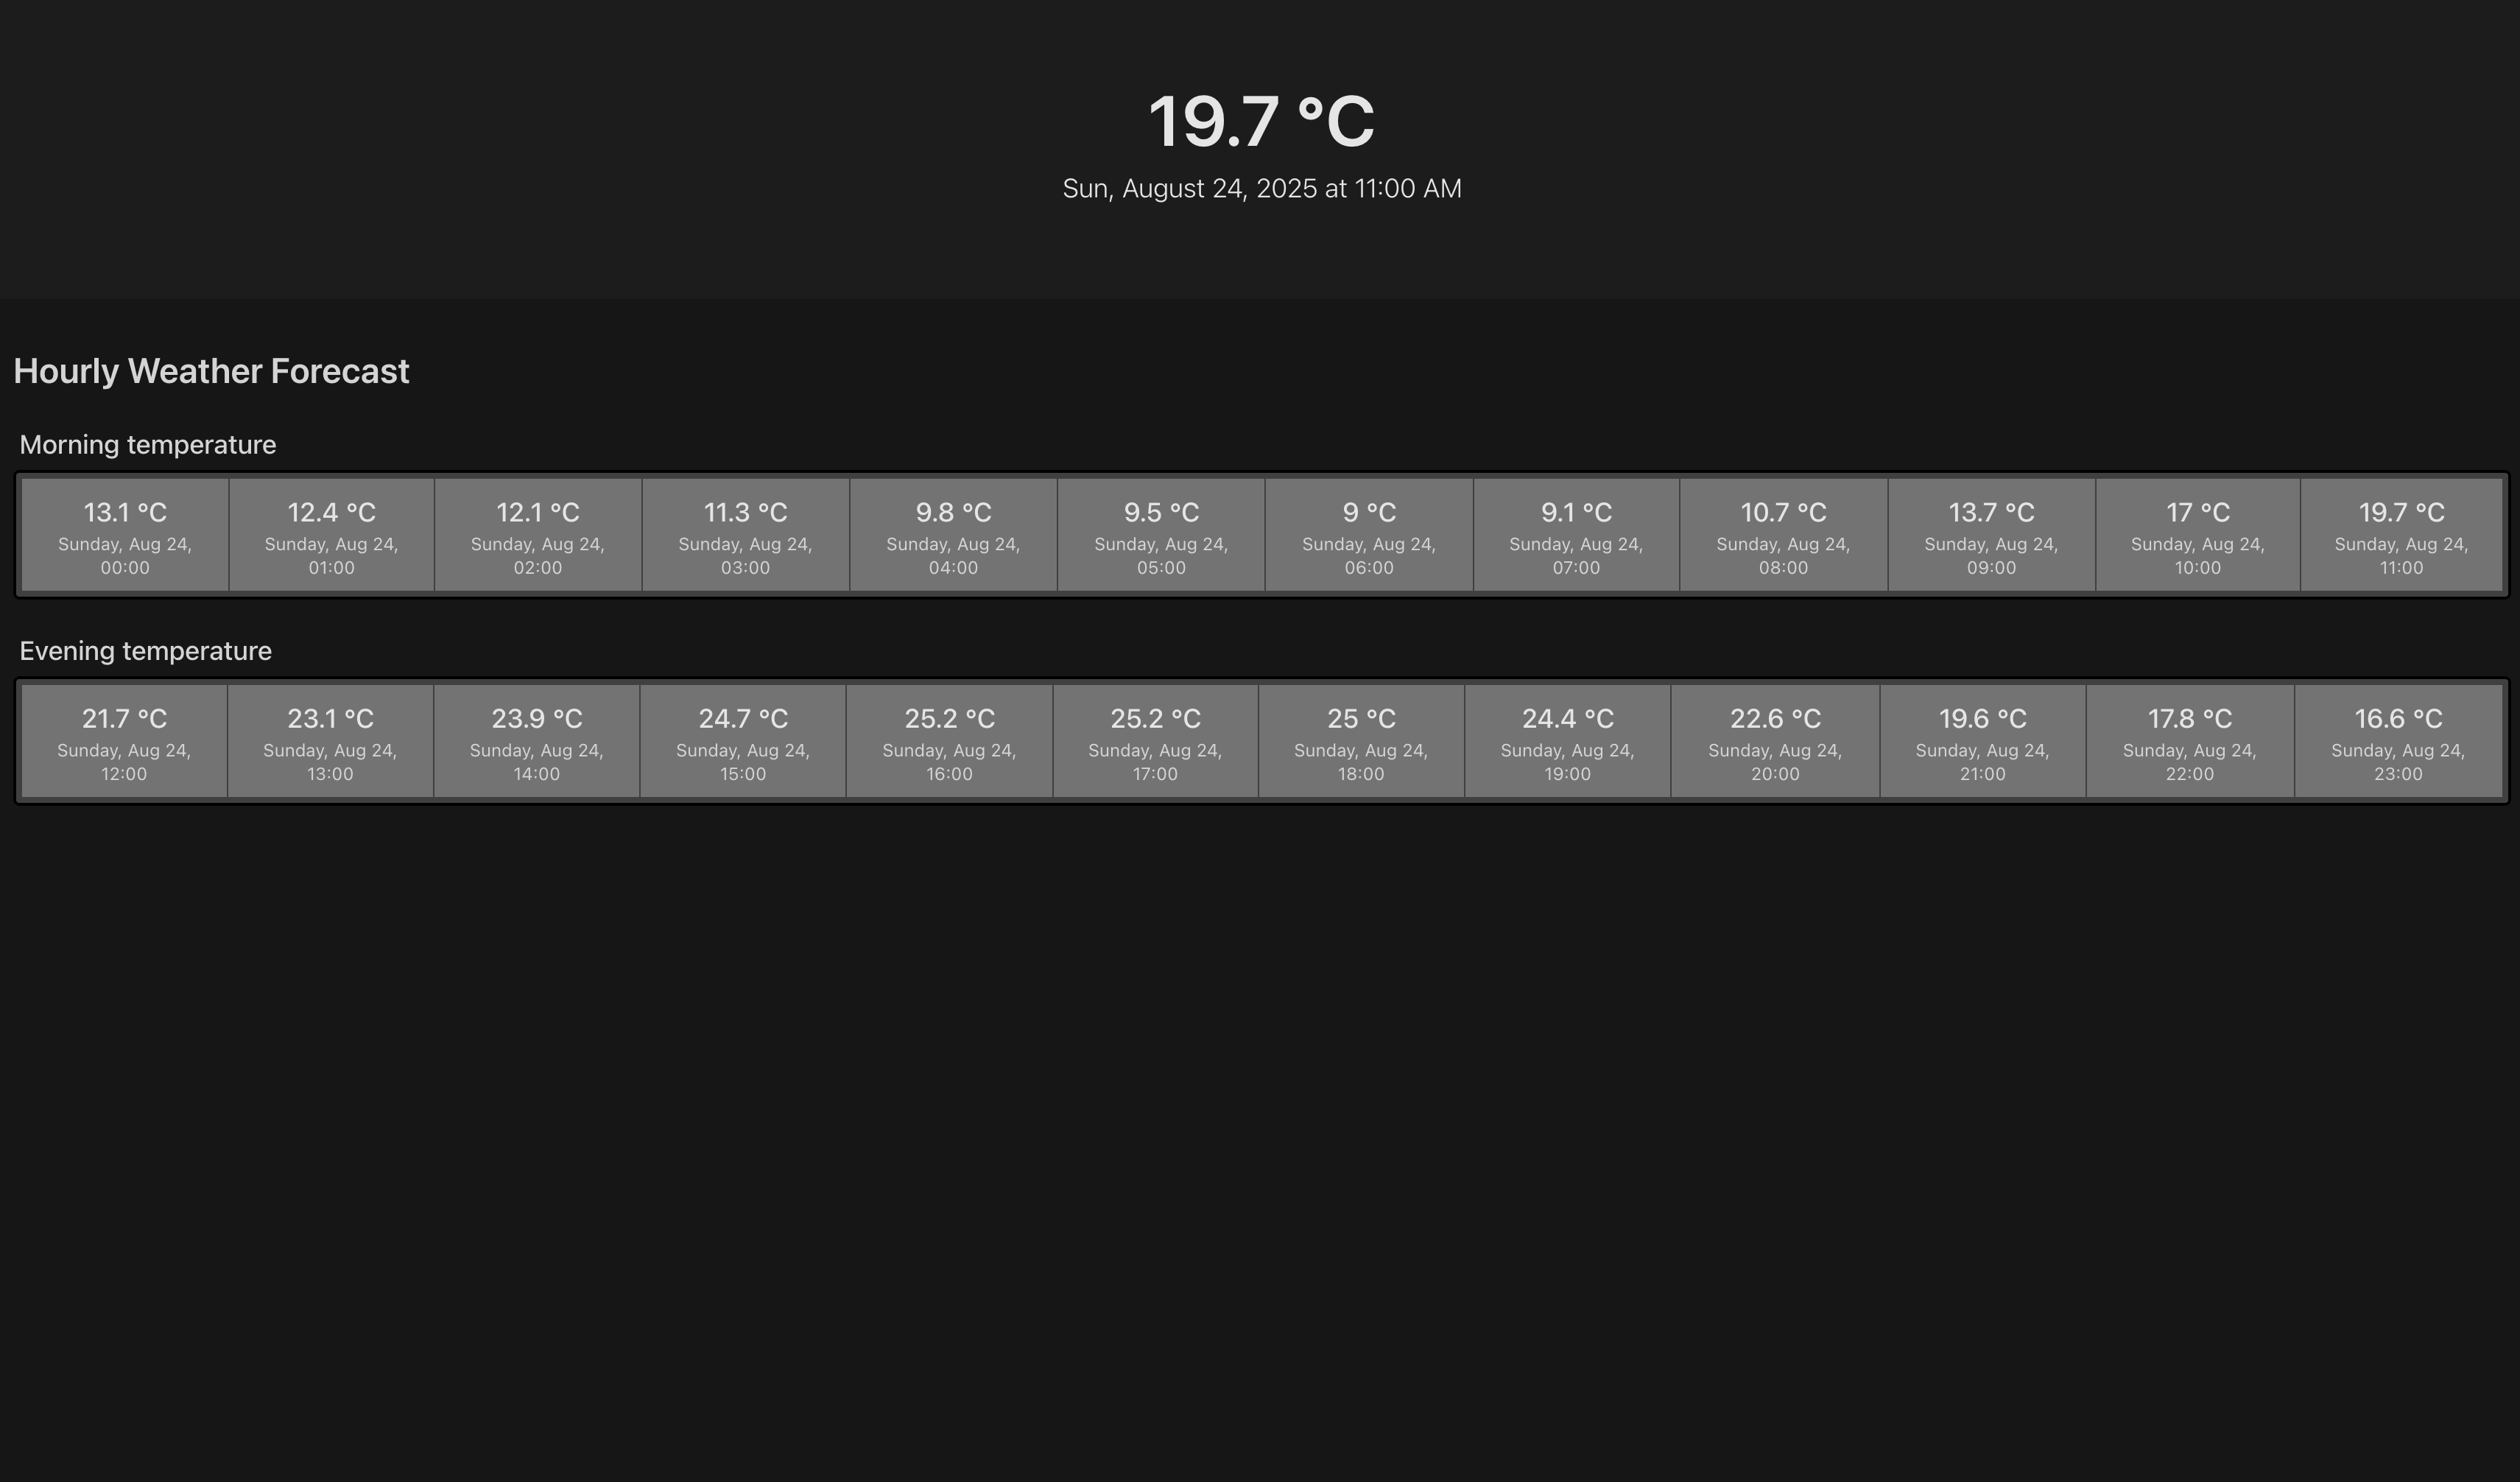 19.7 °C
Sun, August 24, 2025 at 11:00 AM
Hourly Weather Forecast
Morning temperature
13.1 °C
Sunday, Aug 24,
00:00
12.4 °C
Sunday, Aug 24,
01:00
12.1 °C
Sunday, Aug 24,
02:00
11.3 °C
Sunday, Aug 24,
03:00
9.8 °C
Sunday, Aug 24,
04:00
9.5 °C
Sunday, Aug 24,
05:00
9 °C
Sunday, Aug 24,
06:00
9.1 °C
Sunday, Aug 24,
07:00
10.7 °C
Sunday, Aug 24,
08:00
13.7 °C
Sunday, Aug 24,
09:00
17 °C
Sunday, Aug 24,
10:00
19.7 °C
Sunday, Aug 24,
11:00
Evening temperature
21.7 °C
Sunday, Aug 24,
12:00
23.1 °C
Sunday, Aug 24,
13:00
23.9 °C
Sunday, Aug 24,
14:00
24.7 °C
Sunday, Aug 24,
15:00
25.2 °C
Sunday, Aug 24,
16:00
25.2 °C
Sunday, Aug 24,
17:00
25 °C
Sunday, Aug 24,
18:00
24.4 °C
Sunday, Aug 24,
19:00
22.6 °C
Sunday, Aug 24,
20:00
19.6 °C
Sunday, Aug 24,
21:00
17.8 °C
Sunday, Aug 24,
22:00
16.6 °C
Sunday, Aug 24,
23:00